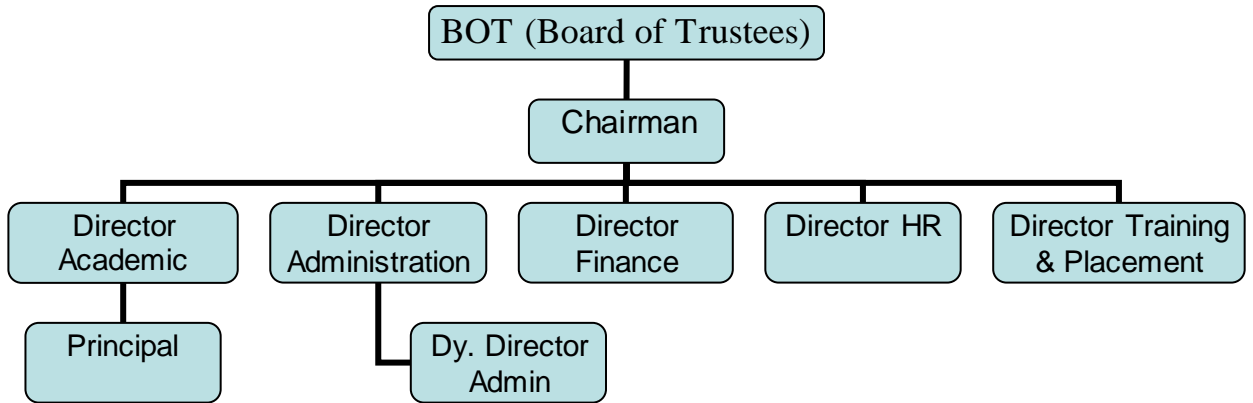 BOT (Board of Trustees)
Chairman
Director
Academic
Director
Administration
Director
Finance
Director HR
Director Training
& Placement
Principal
Dy. Director
Admin